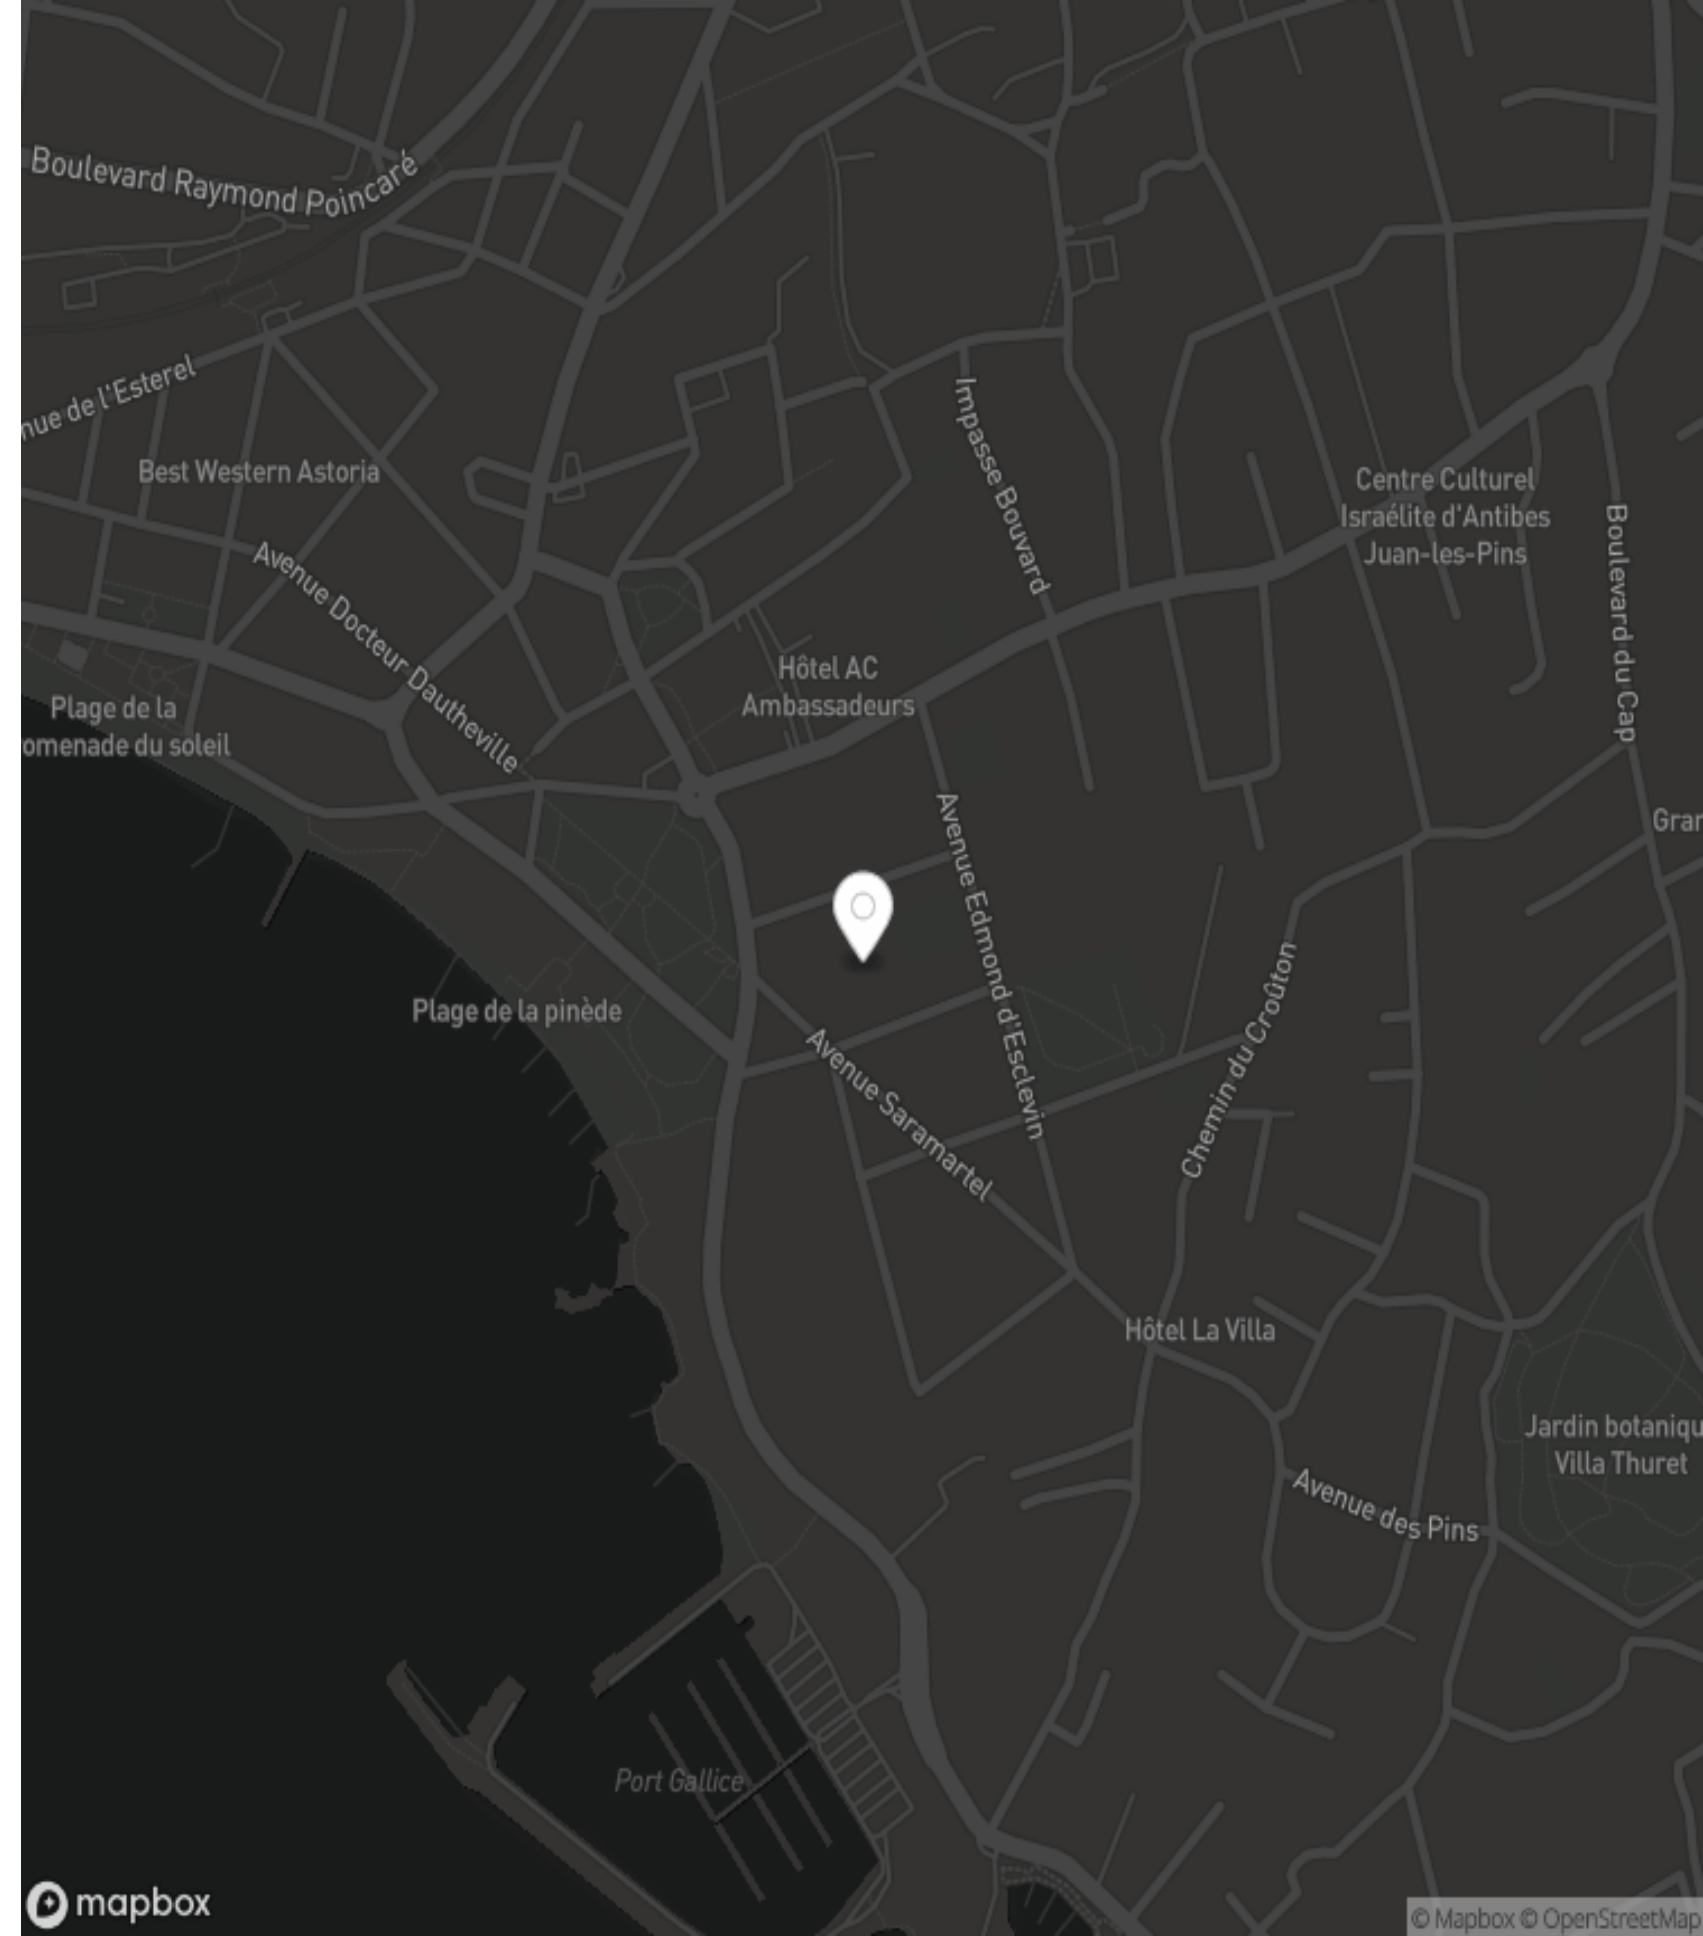 Boulevard Raymond Poincaré
nue de l'Esterel
Best Western Astoria
Impasse Bouvard
Centre Culturel
Israélite d'Antibes
Juan-les-Pins
Boulevard du Cap
Avenue Docteur Dautheville
Hôtel AC
Ambassadeurs
Plage de la
omenade du soleil
Gran
Avenue Edmond d'Esclevin
Plage de la pinède
Chemin du Croûton
Avenue Saramartel
Hôtel La Villa
Jardin botaniqu
Villa Thuret
Avenue des Pins
Port Gallice
mapbox
© Mapbox © OpenStreetMap